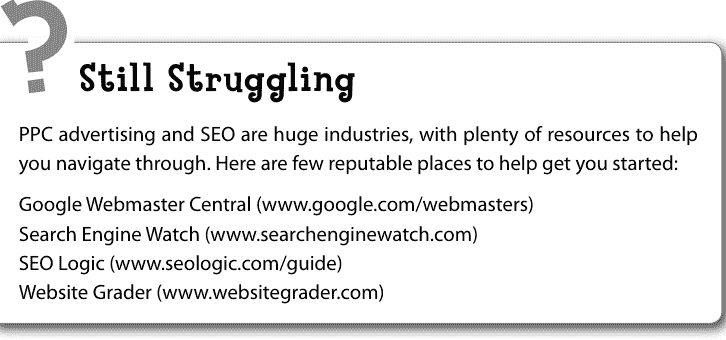 ?
Still Struggling
PPC advertising and SEO are huge industries, with plenty of resources to help
you navigate through. Here are few reputable places to help get you started:
Google Webmaster Central (www.google.com/webmasters)
Search Engine Watch (www.searchenginewatch.com)
SEO Logic (www.seologic.com/guide)
Website Grader (www.websitegrader.com)